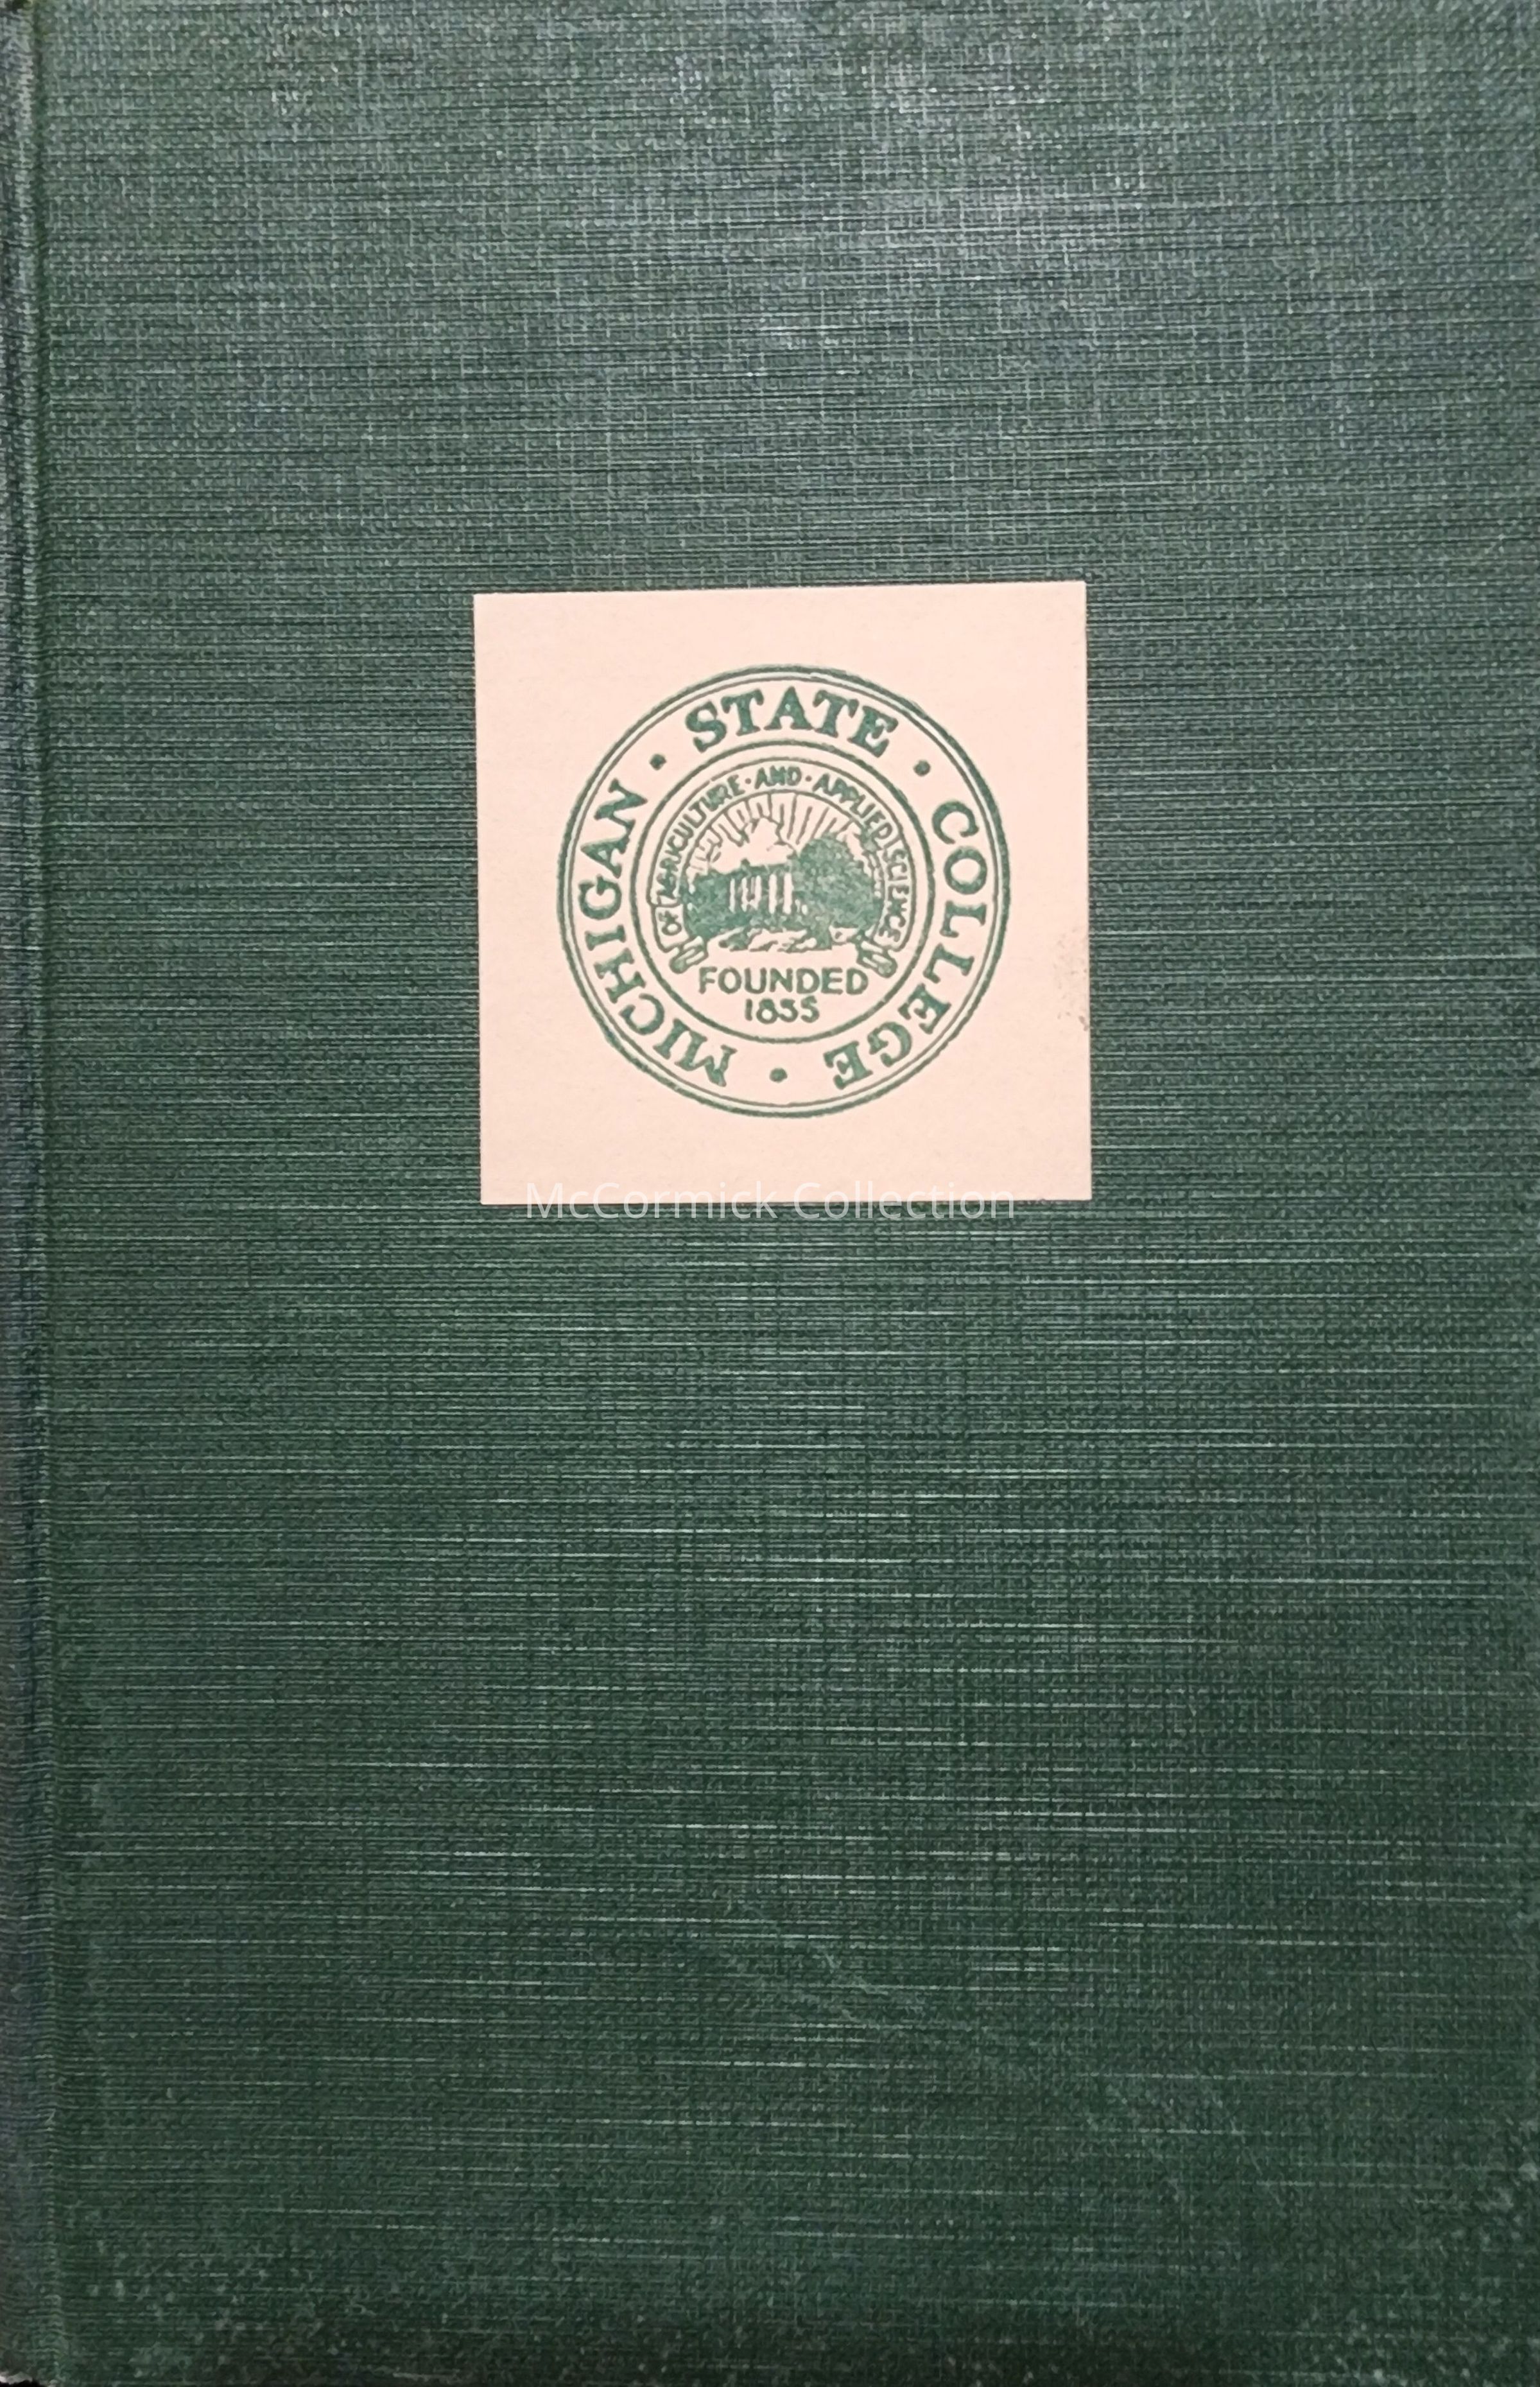 MICHIGAN · STATE · COLLEGE ·
OF AGRICULTURE · AND · APPLIED SCIENCE
FOUNDED
1855
McCormick Collection